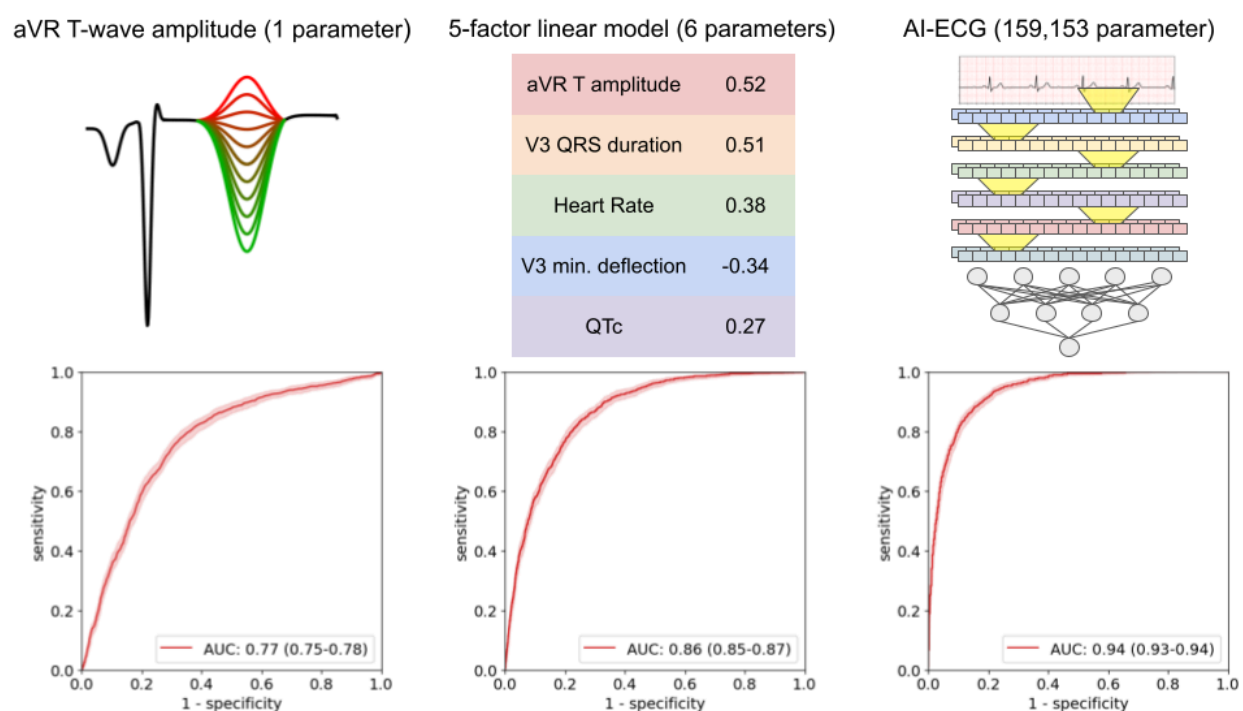 aVR T-wave amplitude (1 parameter)
5-factor linear model (6 parameters)
AI-ECG (159,153 parameter)
aVR T amplitude 0.52
V3 QRS duration 0.51
Heart Rate 0.38
V3 min. deflection -0.34
QTc 0.27
1.0
0.8
0.6
0.4
0.2
0.0
sensitivity
AUC: 0.77 (0.75-0.78)
0.0 0.2 0.4 0.6 0.8 1.0
1 - specificity
1.0
0.8
0.6
0.4
0.2
0.0
sensitivity
AUC: 0.86 (0.85-0.87)
0.0 0.2 0.4 0.6 0.8 1.0
1 - specificity
1.0
0.8
0.6
0.4
0.2
0.0
sensitivity
AUC: 0.94 (0.93-0.94)
0.0 0.2 0.4 0.6 0.8 1.0
1 - specificity